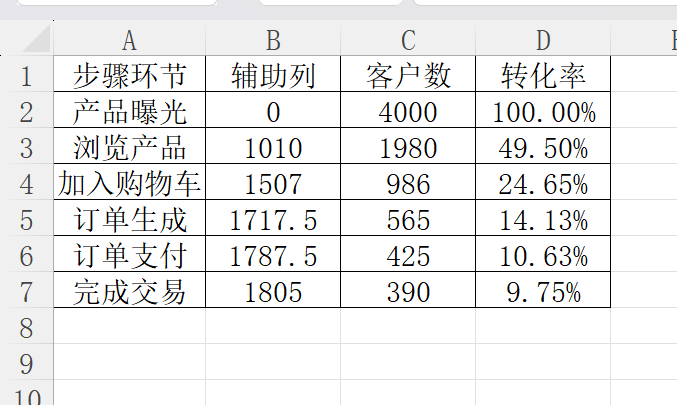 A B C D
1 步骤环节 辅助列 客户数 转化率
2 产品曝光 0 4000 100.00%
3 浏览产品 1010 1980 49.50%
4 加入购物车 1507 986 24.65%
5 订单生成 1717.5 565 14.13%
6 订单支付 1787.5 425 10.63%
7 完成交易 1805 390 9.75%
8
9
10